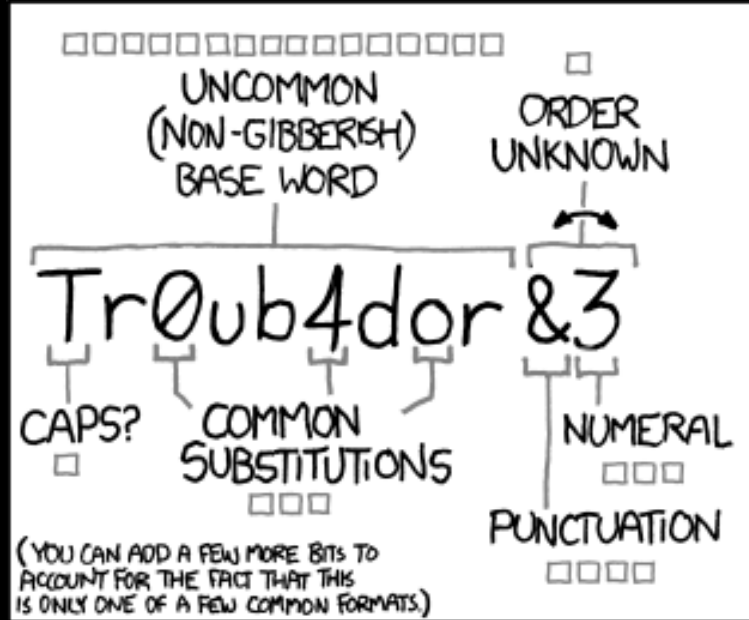 UNCOMMON
(NON-GIBBERISH)
BASE WORD
ORDER
UNKNOWN
Tr0ub4dor &3
CAPS?
COMMON
SUBSTITUTIONS
NUMERAL
PUNCTUATION
(YOU CAN ADD A FEW MORE BITS TO
ACCOUNT FOR THE FACT THAT THIS
IS ONLY ONE OF A FEW COMMON FORMATS.)